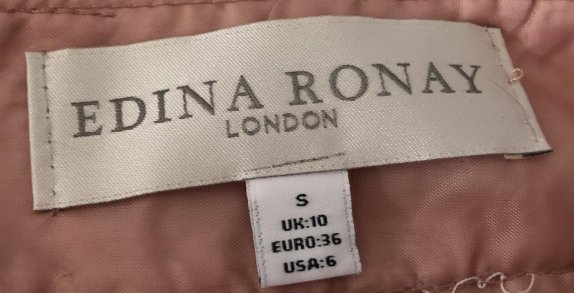 EDINA RONAY
LONDON
S
UK:10
EURO:36
USA:6